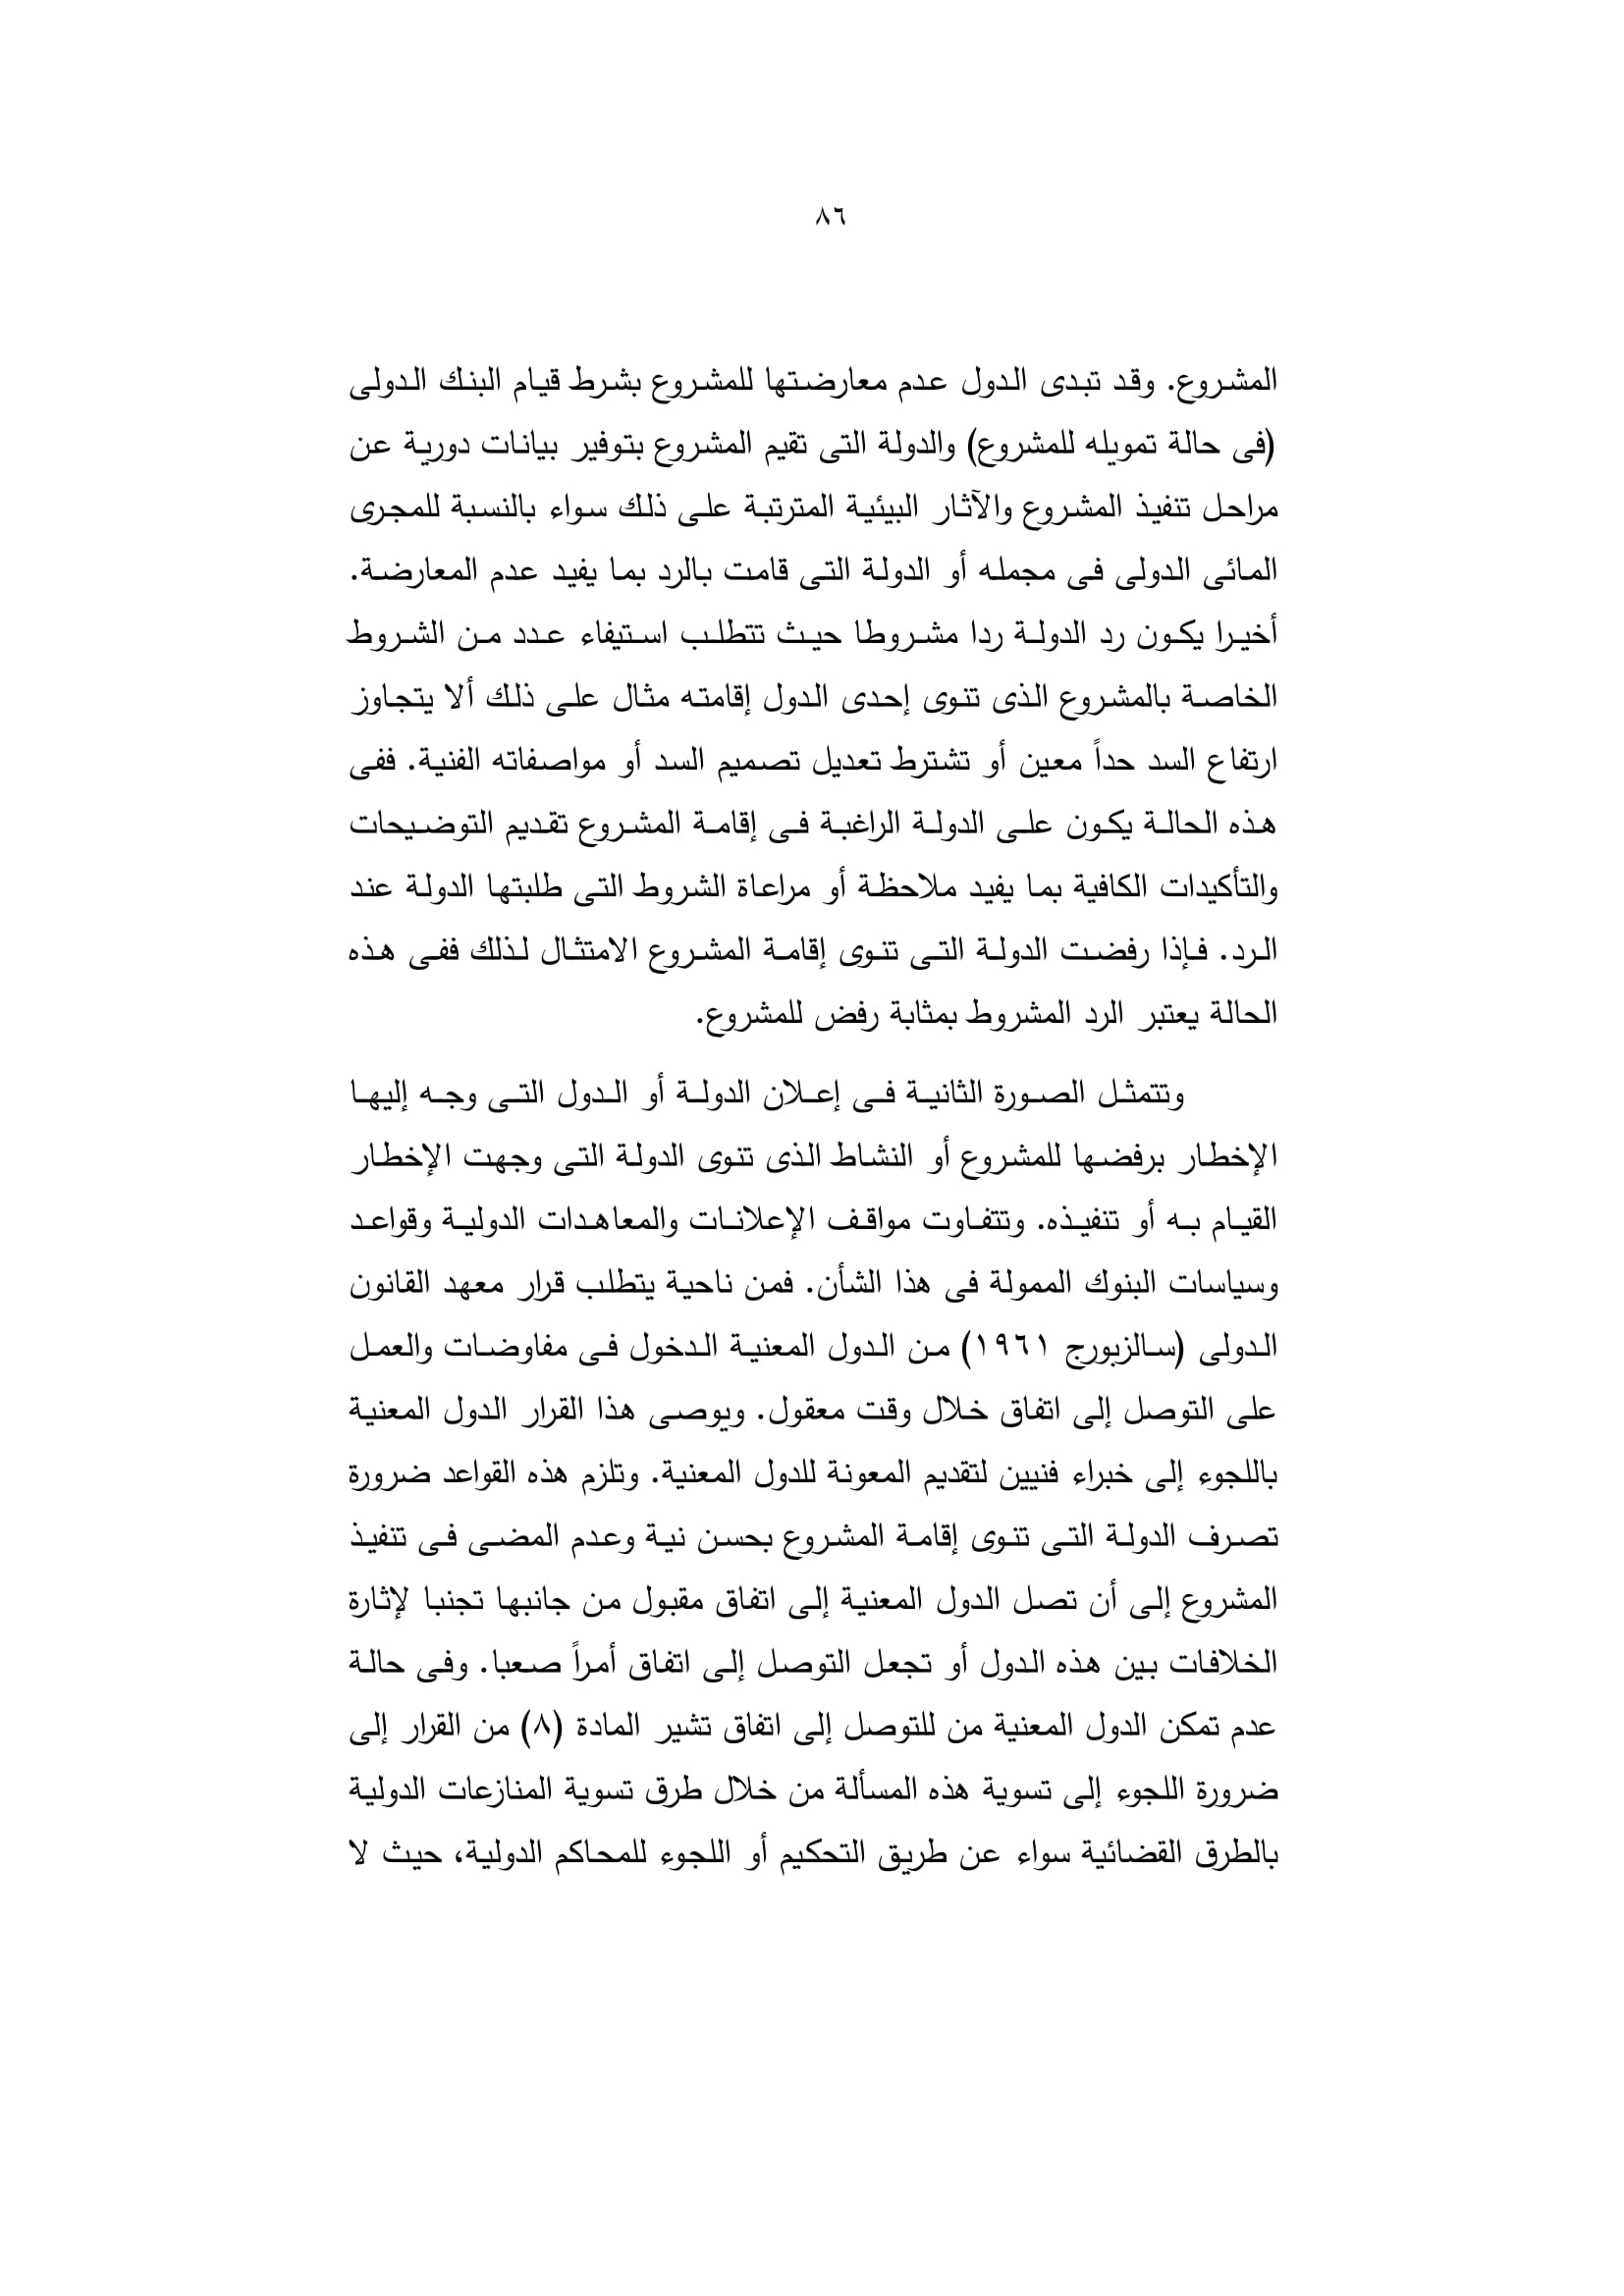 ٨٦
المشروع. وقد تبدى الدول عدم معارضتها للمشروع بشرط قيام البنك الدولى
(فى حالة تمويله للمشروع) والدولة التى تقيم المشروع بتوفير بيانات دورية عن
مراحل تنفيذ المشروع والآثار البيئية المترتبة على ذلك سواء بالنسبة للمجرى
المائى الدولى فى مجمله أو الدولة التى قامت بالرد بما يفيد عدم المعارضة.
أخيرا يكون رد الدولة ردا مشروطا حيث تتطلب استيفاء عدد من الشروط
الخاصة بالمشروع الذى تنوى إحدى الدول إقامته مثال على ذلك ألا يتجاوز
ارتفاع السد حداً معين أو تشترط تعديل تصميم السد أو مواصفاته الفنية. ففى
هذه الحالة يكون على الدولة الراغبة فى إقامة المشروع تقديم التوضيحات
والتأكيدات الكافية بما يفيد ملاحظة أو مراعاة الشروط التى طلبتها الدولة عند
الرد. فإذا رفضت الدولة التى تنوى إقامة المشروع الامتثال لذلك ففى هذه
الحالة يعتبر الرد المشروط بمثابة رفض للمشروع.
وتتمثل الصورة الثانية فى إعلان الدولة أو الدول التى وجه إليها
الإخطار برفضها للمشروع أو النشاط الذى تنوى الدولة التى وجهت الإخطار
القيام به أو تنفيذه. وتتفاوت مواقف الإعلانات والمعاهدات الدولية وقواعد
وسياسات البنوك الممولة فى هذا الشأن. فمن ناحية يتطلب قرار معهد القانون
الدولى (سالزبورج ١٩٦١) من الدول المعنية الدخول فى مفاوضات والعمل
على التوصل إلى اتفاق خلال وقت معقول. ويوصى هذا القرار الدول المعنية
باللجوء إلى خبراء فنيين لتقديم المعونة للدول المعنية. وتلزم هذه القواعد ضرورة
تصرف الدولة التى تنوى إقامة المشروع بحسن نية وعدم المضى فى تنفيذ
المشروع إلى أن تصل الدول المعنية إلى اتفاق مقبول من جانبها تجنبا لإثارة
الخلافات بين هذه الدول أو تجعل التوصل إلى اتفاق أمراً صعبا. وفى حالة
عدم تمكن الدول المعنية من للتوصل إلى اتفاق تشير المادة (٨) من القرار إلى
ضرورة اللجوء إلى تسوية هذه المسألة من خلال طرق تسوية المنازعات الدولية
بالطرق القضائية سواء عن طريق التحكيم أو اللجوء للمحاكم الدولية، حيث لا